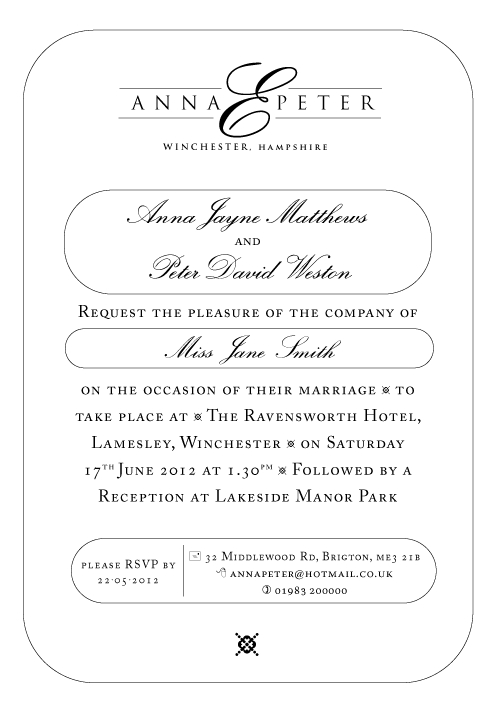 ANNA & PETER
WINCHESTER, HAMPSHIRE
Anna Jayne Matthews
AND
Peter David Weston
REQUEST THE PLEASURE OF THE COMPANY OF
Miss Jane Smith
ON THE OCCASION OF THEIR MARRIAGE ※ TO
TAKE PLACE AT ※ THE RAVENSWORTH HOTEL,
LAMESLEY, WINCHESTER ※ ON SATURDAY
17TH JUNE 2012 AT 1.30PM ※ FOLLOWED BY A
RECEPTION AT LAKESIDE MANOR PARK
PLEASE RSVP BY
22·05·2012
32 MIDDLEWOOD RD, BRIGTON, ME3 21B
ANNAPETER@HOTMAIL.CO.UK
01983 200000